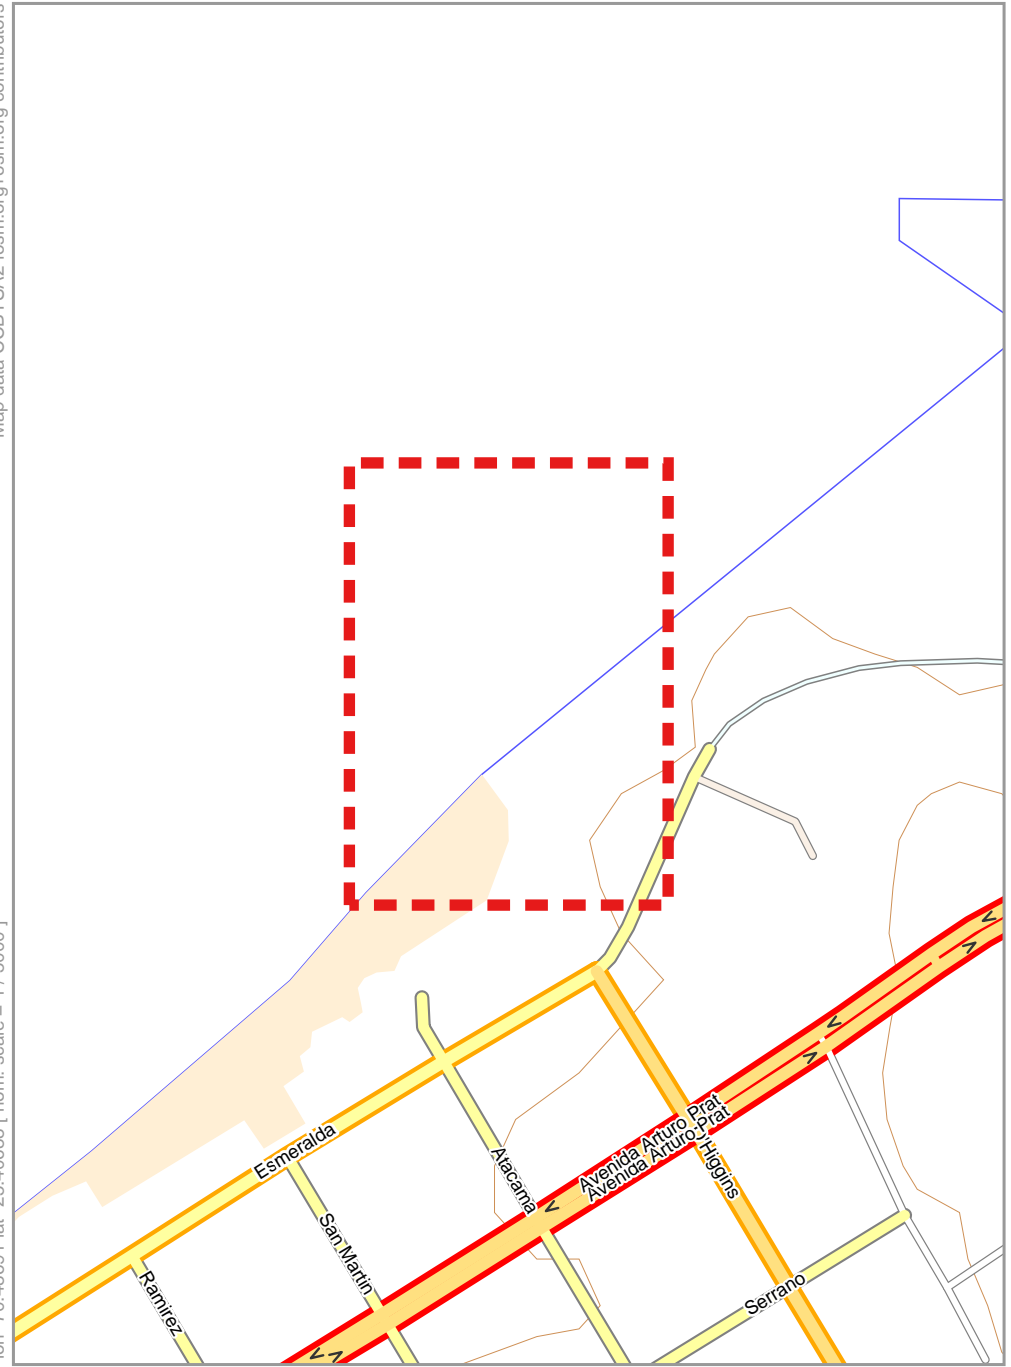 Esmeralda
Avenida Arturo Prat
Avenida Arturo Prat
O'Higgins
Atacama
San Martin
Ramirez
Serrano